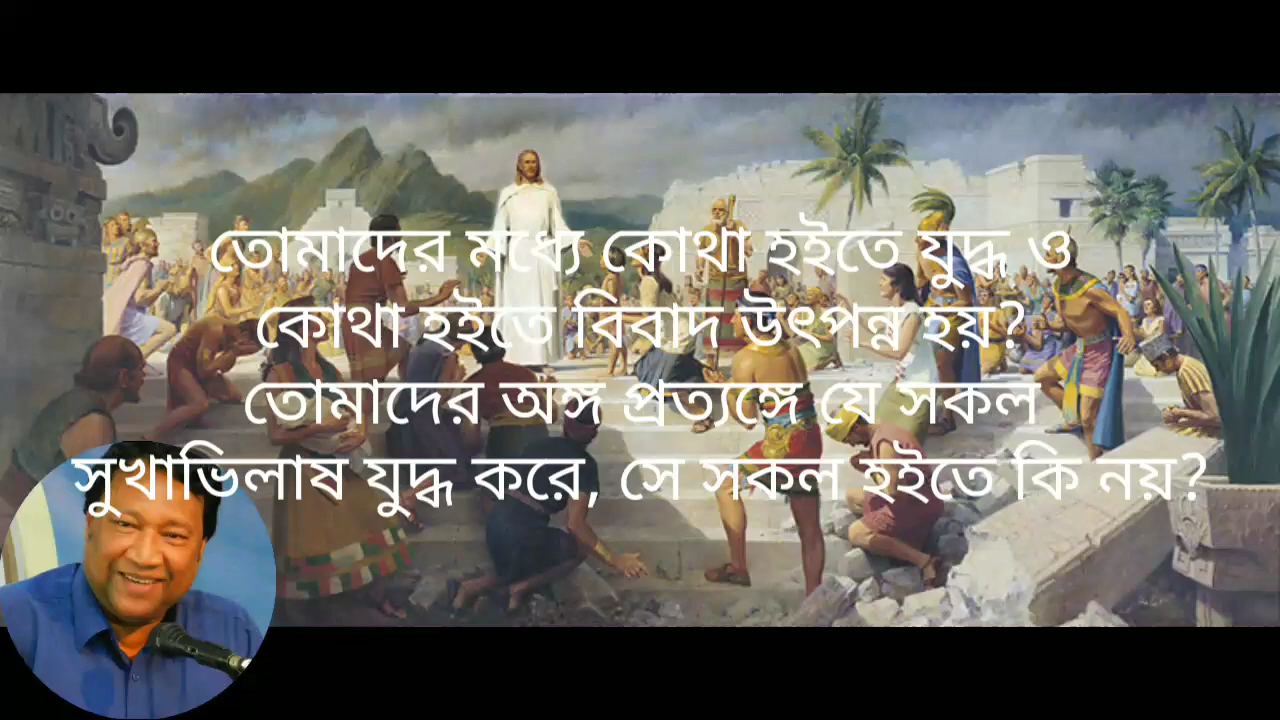 তোমাদের মধ্যে কোথা হইতে যুদ্ধ ও
কোথা হইতে বিবাদ উৎপন্ন হয়?
তোমাদের অঙ্গ প্রত্যঙ্গে যে সকল
সুখাভিলাষ যুদ্ধ করে, সে সকল হইতে কি নয়?